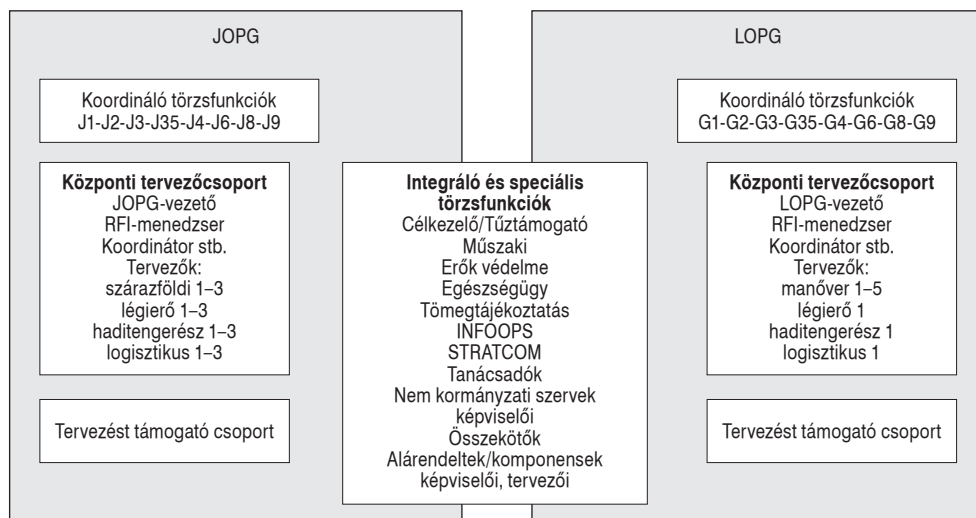 JOPG
Koordináló törzsfunkciók
J1-J2-J3-J35-J4-J6-J8-J9
Központi tervezőcsoport
JOPG-vezető
RFI-menedzser
Koordinátor stb.
Tervezők:
szárazföldi 1–3
légierő 1–3
haditengerész 1–3
logisztikus 1–3
Tervezést támogató csoport
Integráló és speciális
törzsfunkciók
Célkezelő/Tűztámogató
Műszaki
Erők védelme
Egészségügy
Tömegtájékoztatás
INFOOPS
STRATCOM
Tanácsadók
Nem kormányzati szervek
képviselői
Összekötők
Alárendeltek/komponensek
képviselői, tervezői
LOPG
Koordináló törzsfunkciók
G1-G2-G3-G35-G4-G6-G8-G9
Központi tervezőcsoport
LOPG-vezető
RFI-menedzser
Koordinátor stb.
Tervezők:
manőver 1–5
légierő 1
haditengerész 1
logisztikus 1
Tervezést támogató csoport